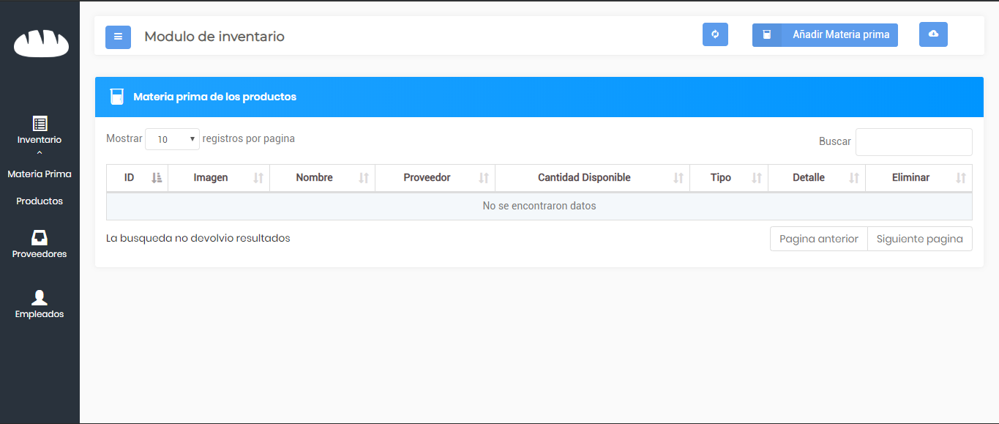 Modulo de inventario
Añadir Materia prima
Inventario
Materia Prima
Productos
Proveedores
Empleados
Materia prima de los productos
Mostrar 10 registros por pagina
Buscar
ID Imagen Nombre Proveedor Cantidad Disponible Tipo Detalle Eliminar
No se encontraron datos
La busqueda no devolvio resultados
Pagina anterior Siguiente pagina